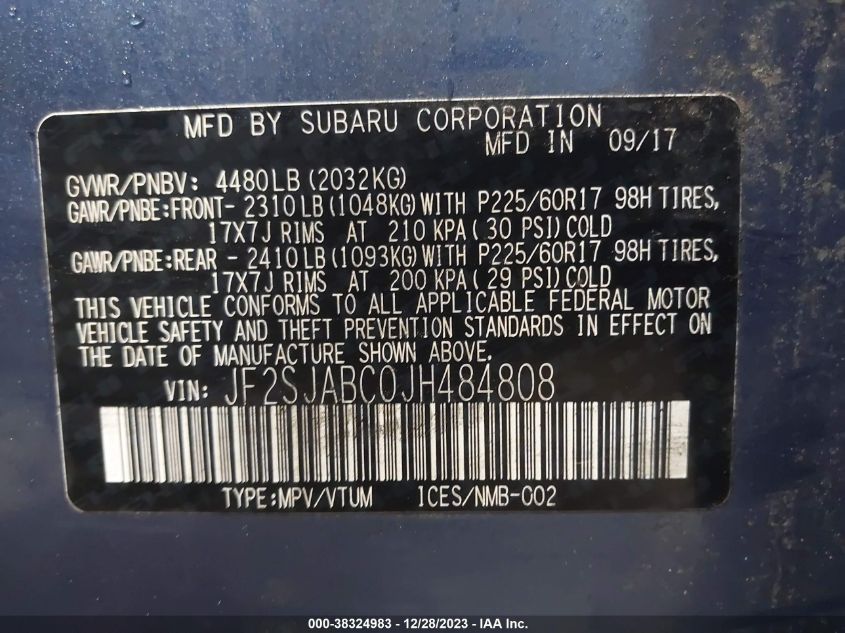 MFD BY SUBARU CORPORATION
MFD IN 09/17
GVWR/PNBV: 4480LB(2032KG)
GAWR/PNBE:FRONT- 2310LB(1048KG)WITH P225/60R17 98H TIRES,
17X7J RIMS AT 210 KPA(30 PSI)COLD
GAWR/PNBE:REAR - 2410LB(1093KG)WITH P225/60R17 98H TIRES,
17X7J RIMS AT 200 KPA(29 PSI)COLD
THIS VEHICLE CONFORMS TO ALL APPLICABLE FEDERAL MOTOR
VEHICLE SAFETY AND THEFT PREVENTION STANDARDS IN EFFECT ON
THE DATE OF MANUFACTURE SHOWN ABOVE.
VIN: JF2SJABC0JH484808
TYPE:MPV/VTUM ICES/NMB-002
000-38324983 - 12/28/2023 - IAA Inc.